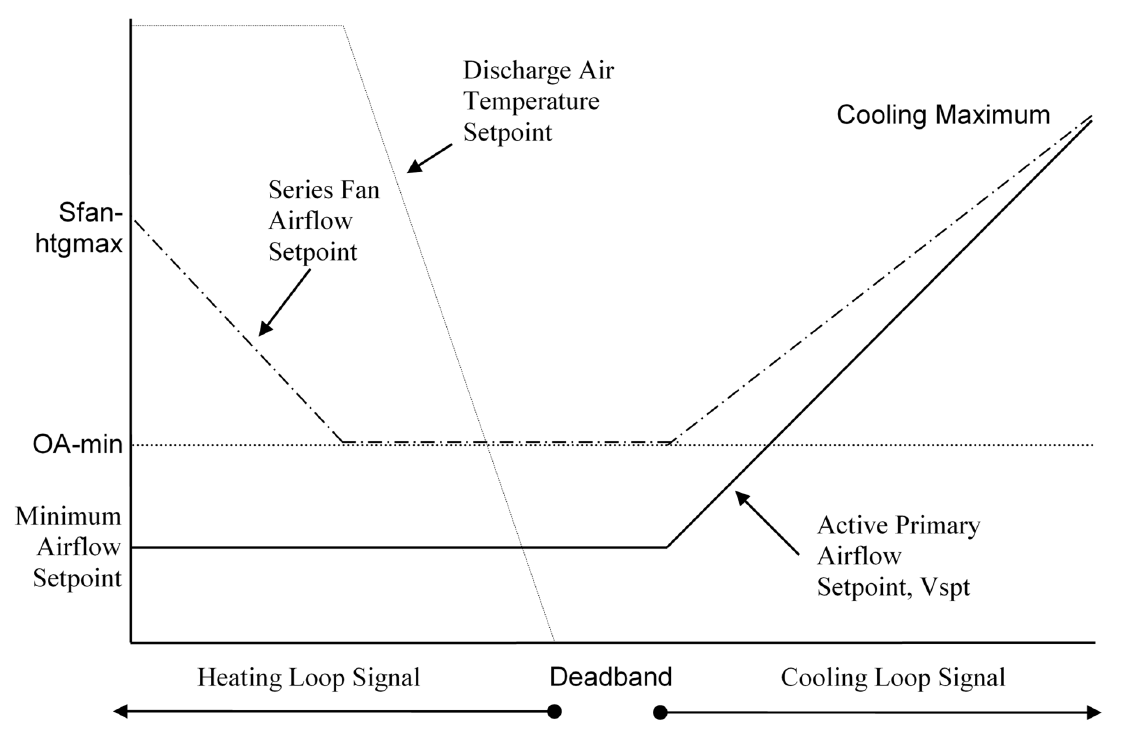 Discharge Air
Temperature
Setpoint
Cooling Maximum
Series Fan
Airflow
Setpoint
Sfan-
htgmax
OA-min
Minimum
Airflow
Setpoint
Active Primary
Airflow
Setpoint, Vspt
Heating Loop Signal
Deadband
Cooling Loop Signal